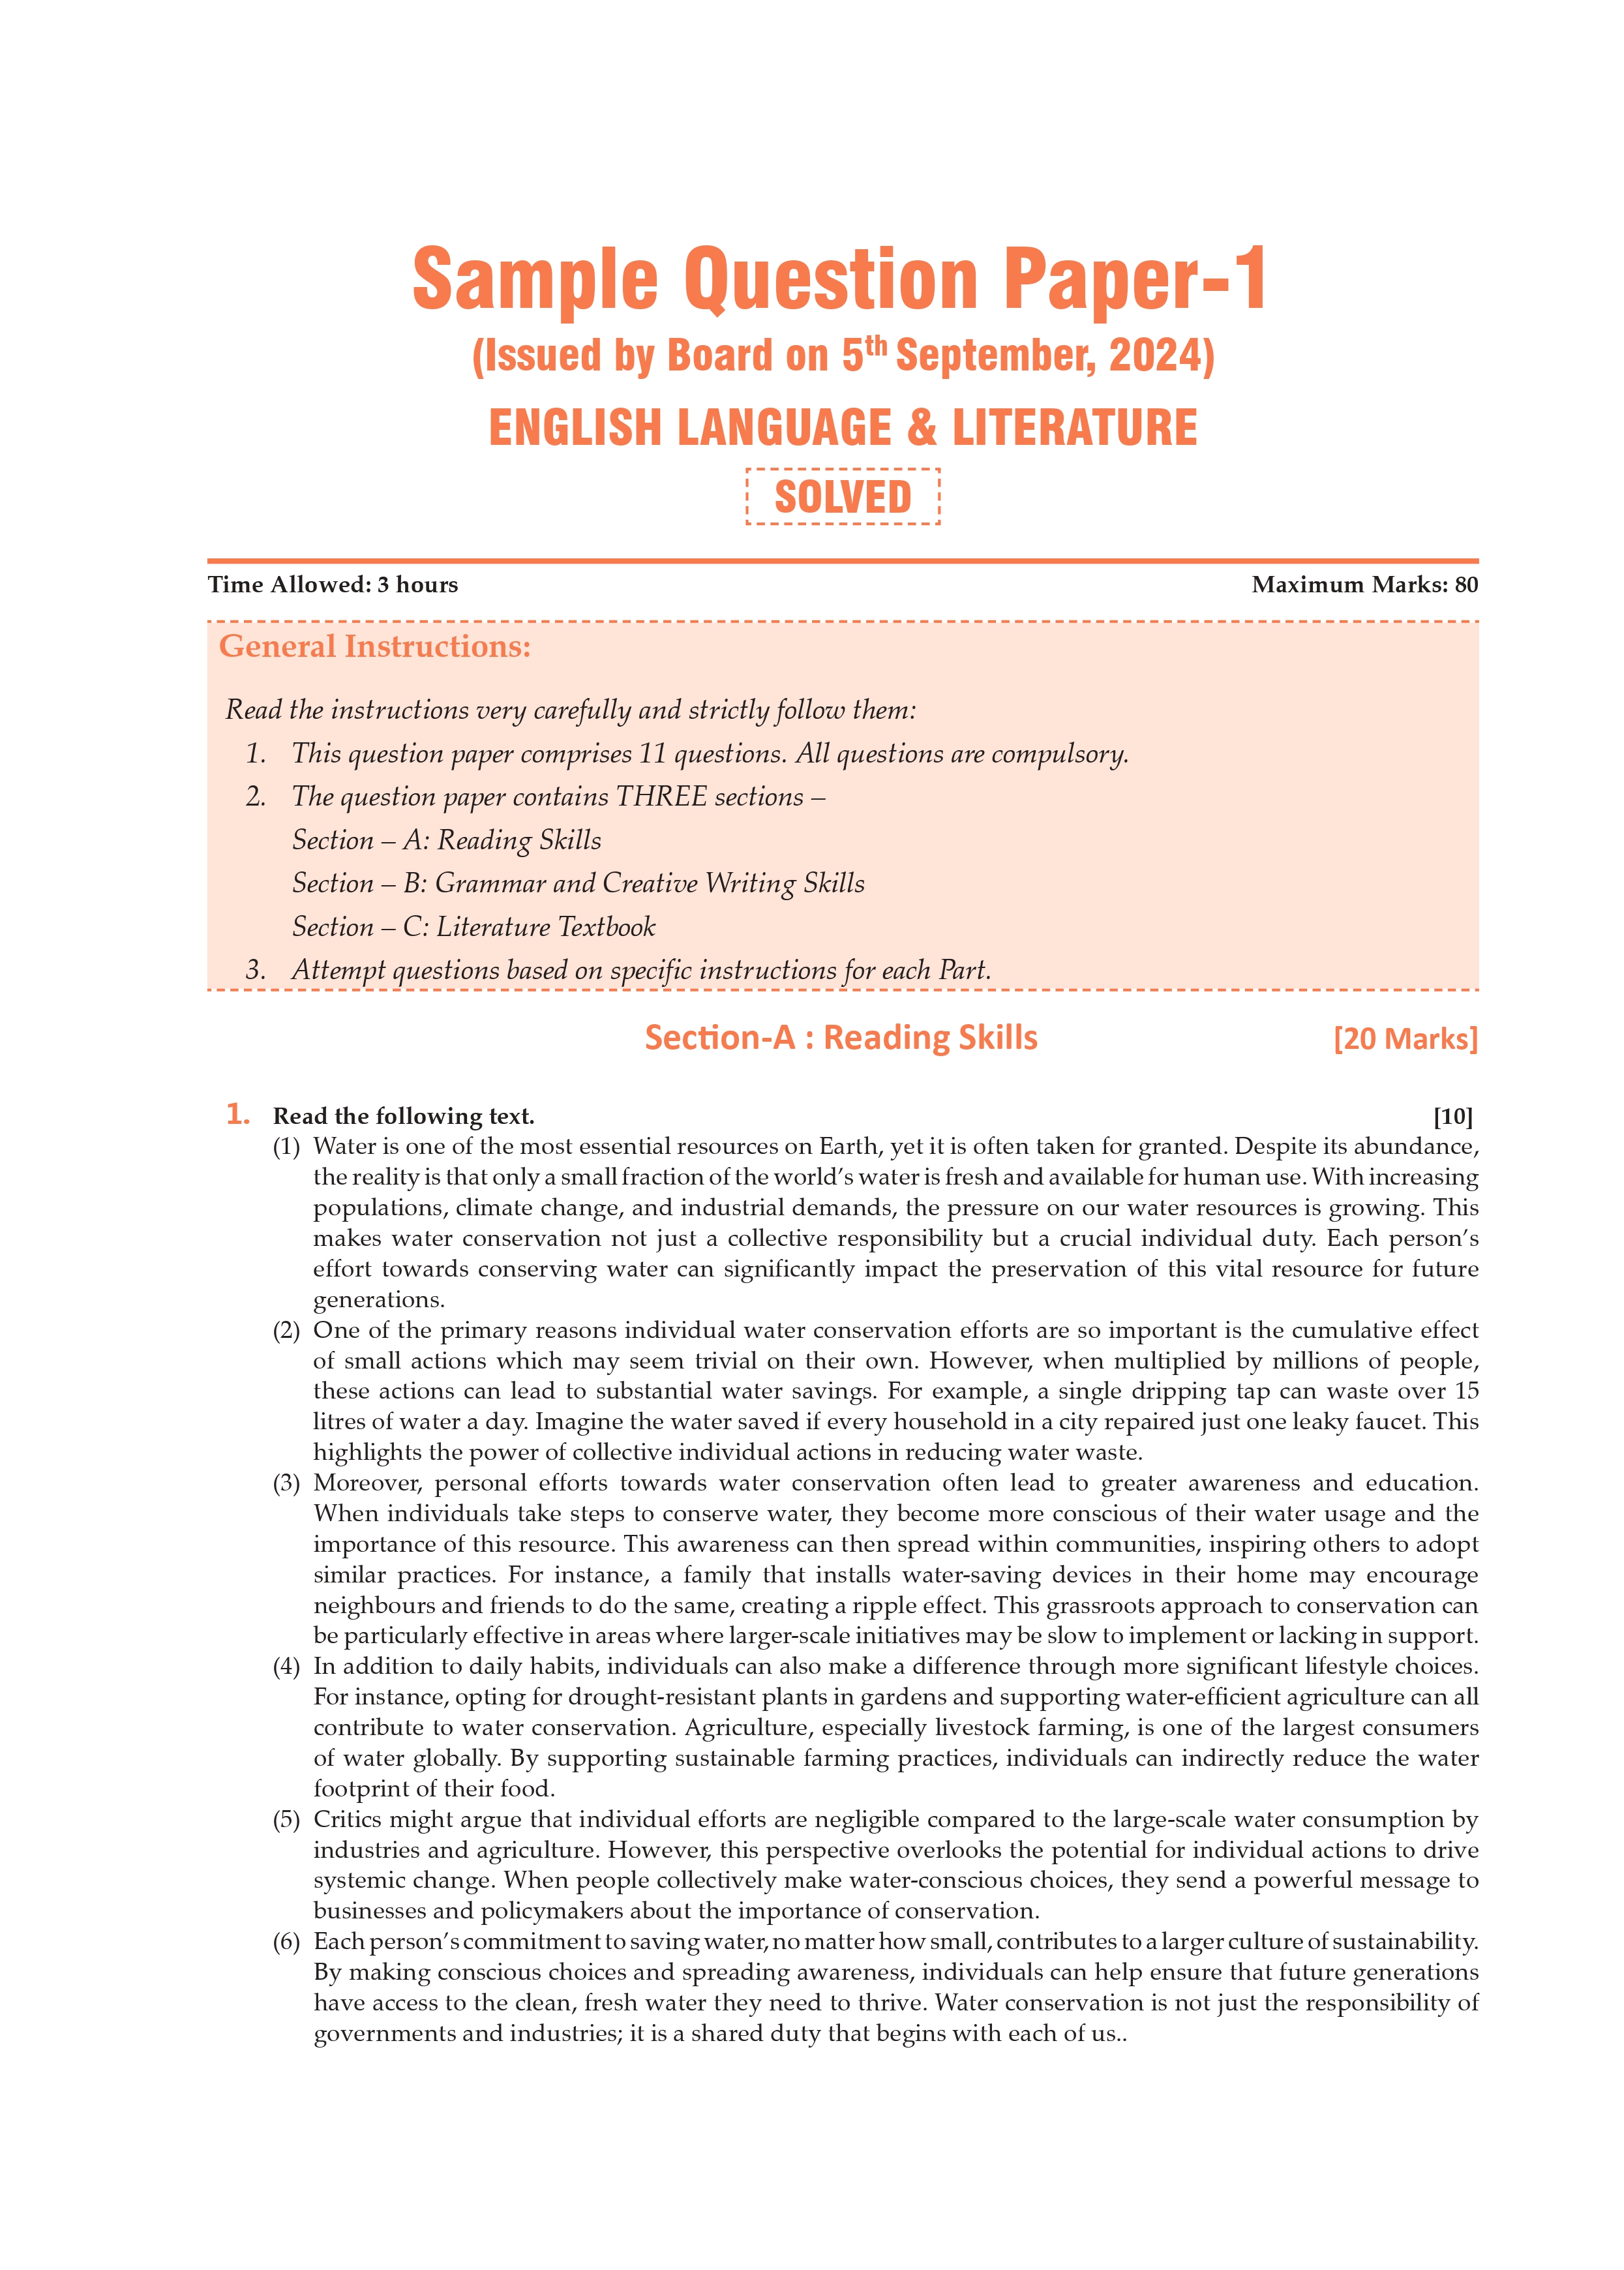 Sample Question Paper-1
(Issued by Board on 5th September, 2024)
ENGLISH LANGUAGE & LITERATURE
SOLVED
Time Allowed: 3 hours Maximum Marks: 80
General Instructions:
Read the instructions very carefully and strictly follow them:
1. This question paper comprises 11 questions. All questions are compulsory.
2. The question paper contains THREE sections –
Section – A: Reading Skills
Section – B: Grammar and Creative Writing Skills
Section – C: Literature Textbook
3. Attempt questions based on specific instructions for each Part.
Section-A : Reading Skills [20 Marks]
1. Read the following text. [10]
(1) Water is one of the most essential resources on Earth, yet it is often taken for granted. Despite its abundance,
the reality is that only a small fraction of the world’s water is fresh and available for human use. With increasing
populations, climate change, and industrial demands, the pressure on our water resources is growing. This
makes water conservation not just a collective responsibility but a crucial individual duty. Each person’s
effort towards conserving water can significantly impact the preservation of this vital resource for future
generations.
(2) One of the primary reasons individual water conservation efforts are so important is the cumulative effect
of small actions which may seem trivial on their own. However, when multiplied by millions of people,
these actions can lead to substantial water savings. For example, a single dripping tap can waste over 15
litres of water a day. Imagine the water saved if every household in a city repaired just one leaky faucet. This
highlights the power of collective individual actions in reducing water waste.
(3) Moreover, personal efforts towards water conservation often lead to greater awareness and education.
When individuals take steps to conserve water, they become more conscious of their water usage and the
importance of this resource. This awareness can then spread within communities, inspiring others to adopt
similar practices. For instance, a family that installs water-saving devices in their home may encourage
neighbours and friends to do the same, creating a ripple effect. This grassroots approach to conservation can
be particularly effective in areas where larger-scale initiatives may be slow to implement or lacking in support.
(4) In addition to daily habits, individuals can also make a difference through more significant lifestyle choices.
For instance, opting for drought-resistant plants in gardens and supporting water-efficient agriculture can all
contribute to water conservation. Agriculture, especially livestock farming, is one of the largest consumers
of water globally. By supporting sustainable farming practices, individuals can indirectly reduce the water
footprint of their food.
(5) Critics might argue that individual efforts are negligible compared to the large-scale water consumption by
industries and agriculture. However, this perspective overlooks the potential for individual actions to drive
systemic change. When people collectively make water-conscious choices, they send a powerful message to
businesses and policymakers about the importance of conservation.
(6) Each person’s commitment to saving water, no matter how small, contributes to a larger culture of sustainability.
By making conscious choices and spreading awareness, individuals can help ensure that future generations
have access to the clean, fresh water they need to thrive. Water conservation is not just the responsibility of
governments and industries; it is a shared duty that begins with each of us..